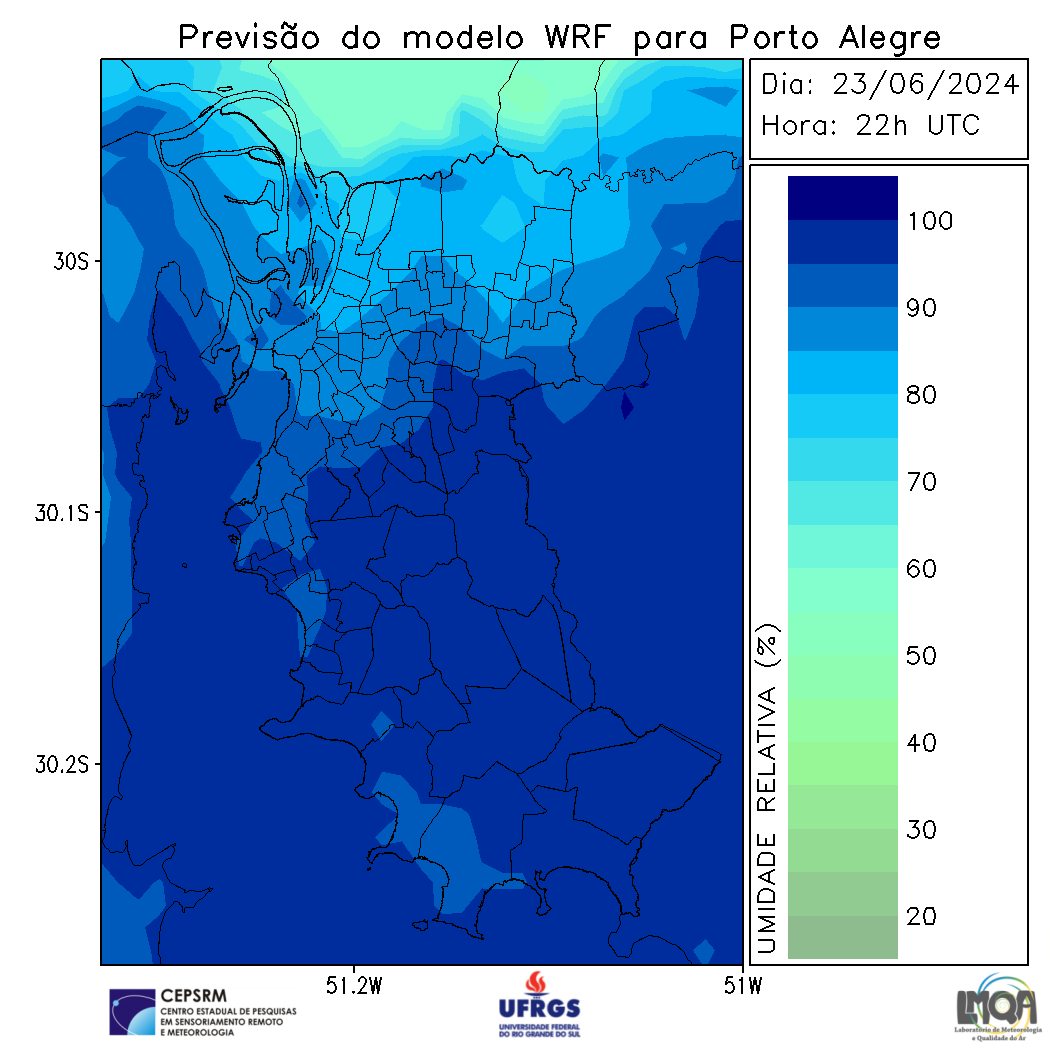 Previsão do modelo WRF para Porto Alegre
Dia: 23/06/2024
Hora: 22h UTC
30S
30.1S
30.2S
51.2W
51W
UMIDADE RELATIVA (%)
100
90
80
70
60
50
40
30
20
CEPSRM
CENTRO ESTADUAL DE PESQUISAS
EM SENSORIAMENTO REMOTO
E METEOROLOGIA
UFRGS
UNIVERSIDADE FEDERAL
DO RIO GRANDE DO SUL
LMQA
Laboratório de Meteorologia
e Qualidade do Ar